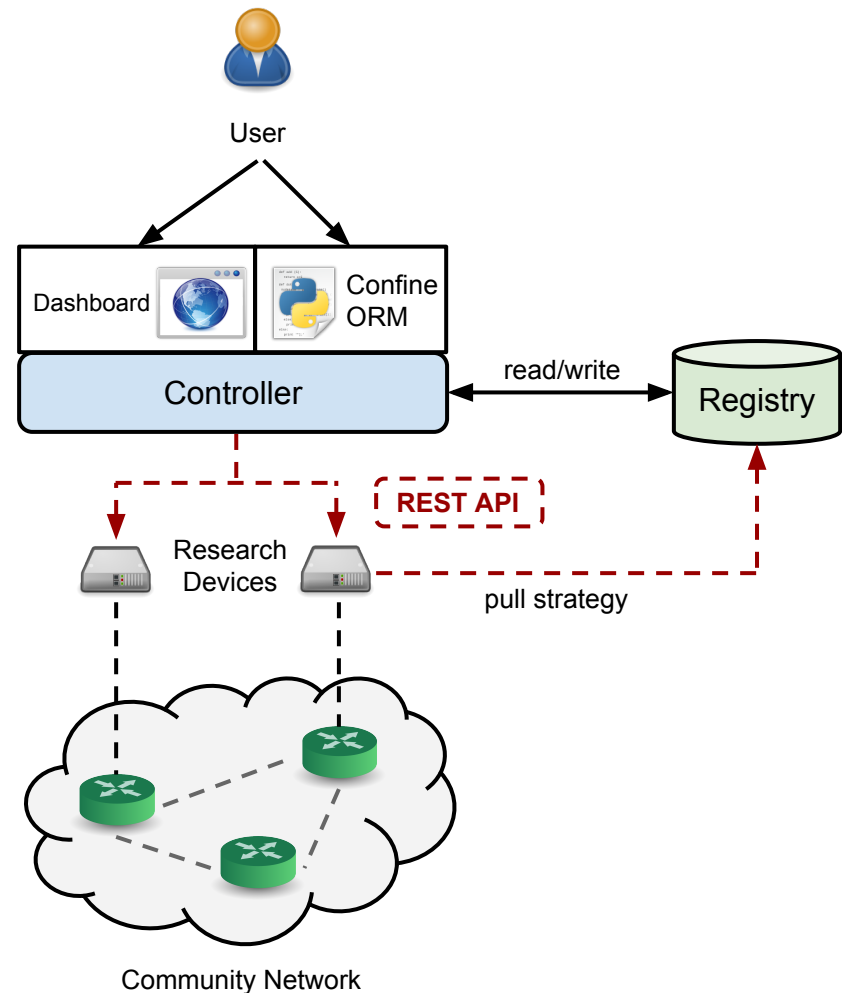 User
Dashboard
Confine
ORM
Controller
read/write
Registry
REST API
Research
Devices
pull strategy
Community Network